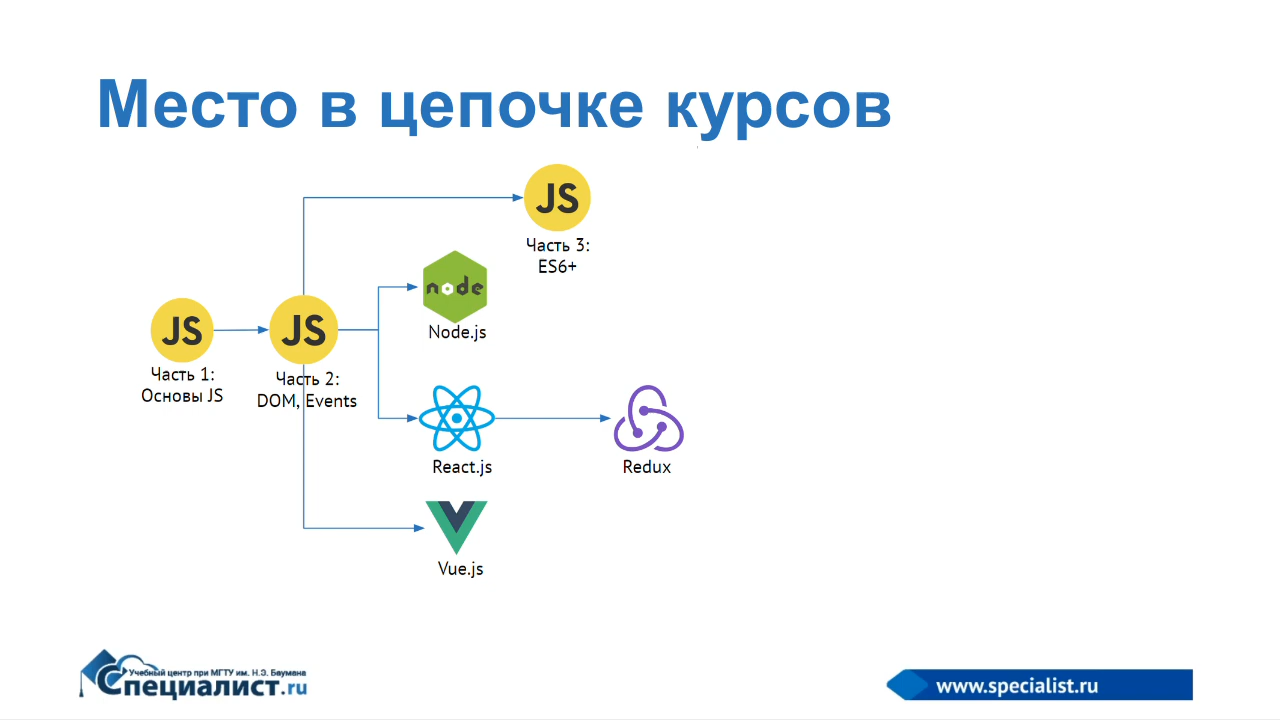 Место в цепочке курсов
JS
Часть 3:
ES6+
node
Node.js
JS
Часть 1:
Основы JS
JS
Часть 2:
DOM, Events
React.js
Redux
Vue.js
Учебный центр при МГТУ им. Н.Э. Баумана
Специалист.ru
www.specialist.ru